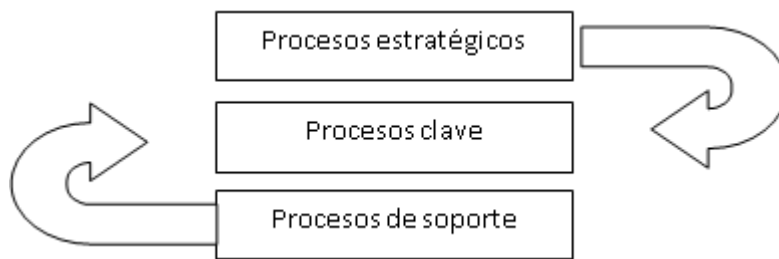 Procesos estratégicos
Procesos clave
Procesos de soporte